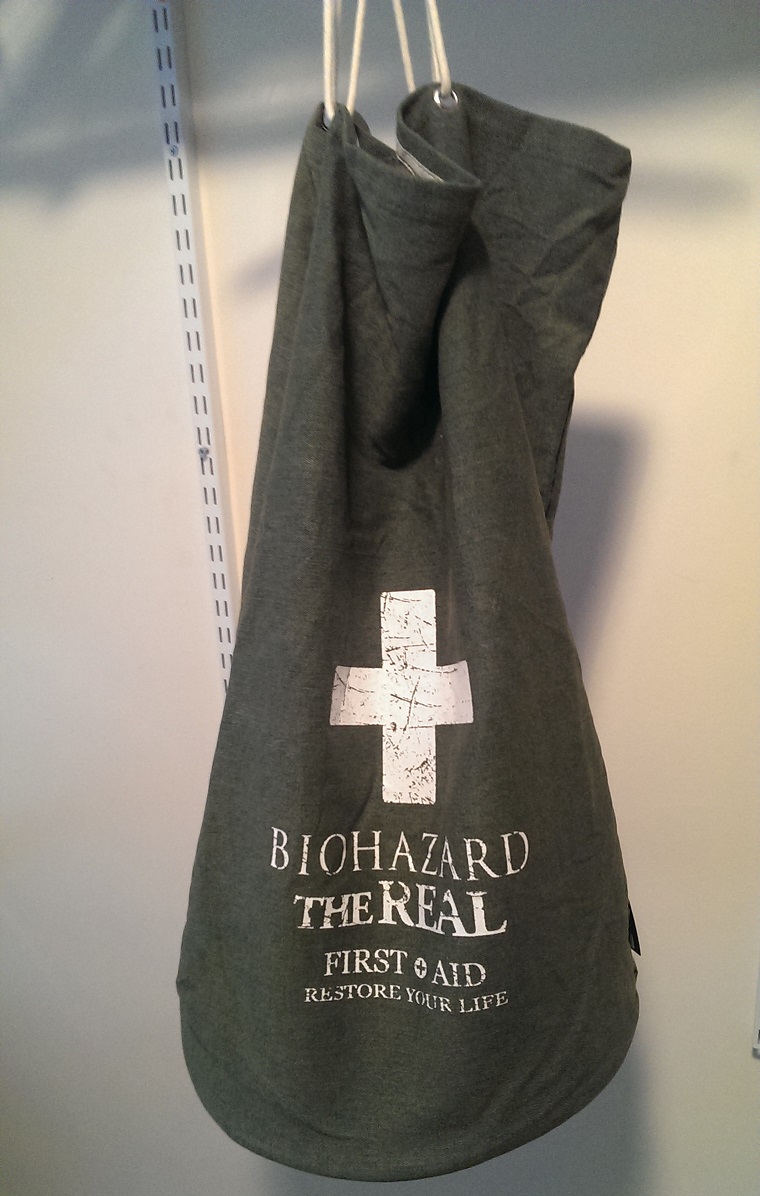 BIOHAZARD
THE REAL
FIRST AID
RESTORE YOUR LIFE